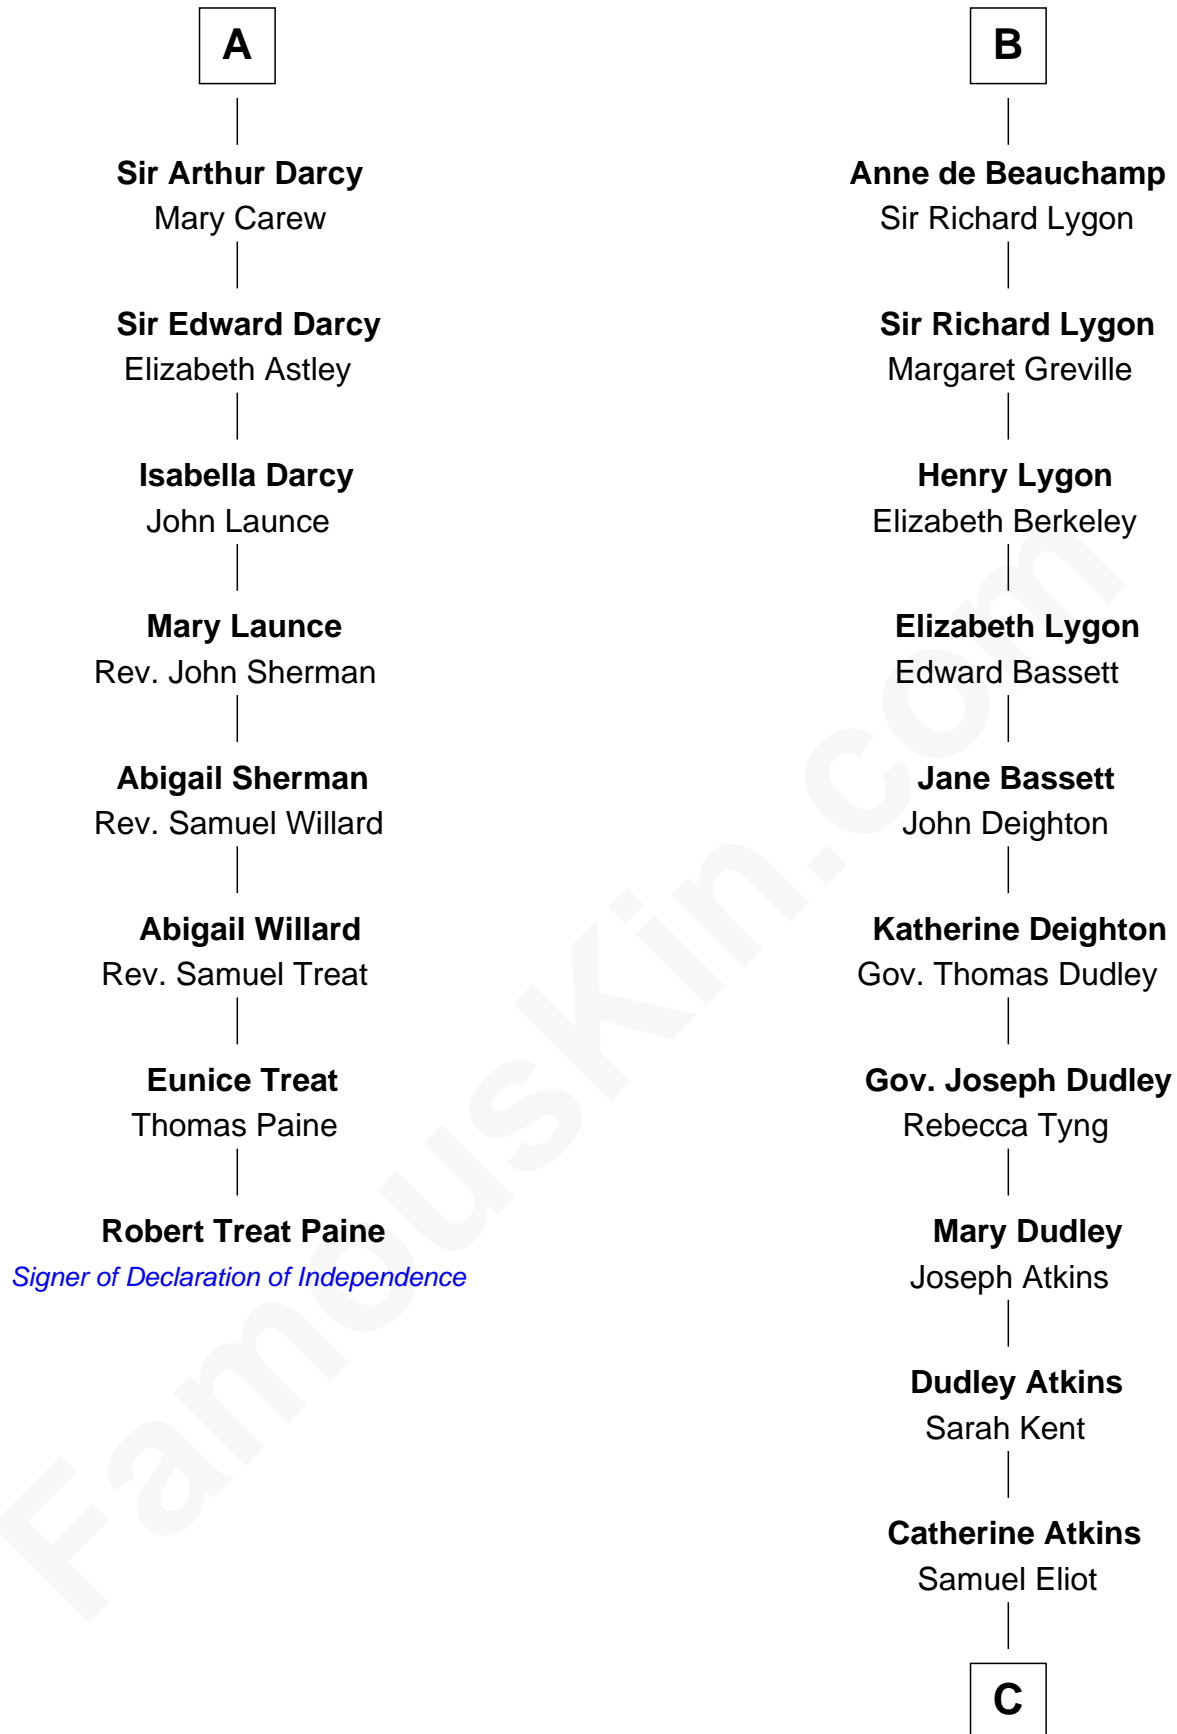 A
Sir Arthur Darcy
Mary Carew
Sir Edward Darcy
Elizabeth Astley
Isabella Darcy
John Launce
Mary Launce
Rev. John Sherman
Abigail Sherman
Rev. Samuel Willard
Abigail Willard
Rev. Samuel Treat
Eunice Treat
Thomas Paine
Robert Treat Paine
Signer of Declaration of Independence
B
Anne de Beauchamp
Sir Richard Lygon
Sir Richard Lygon
Margaret Greville
Henry Lygon
Elizabeth Berkeley
Elizabeth Lygon
Edward Bassett
Jane Bassett
John Deighton
Katherine Deighton
Gov. Thomas Dudley
Gov. Joseph Dudley
Rebecca Tyng
Mary Dudley
Joseph Atkins
Dudley Atkins
Sarah Kent
Catherine Atkins
Samuel Eliot
C
FamousKin.com